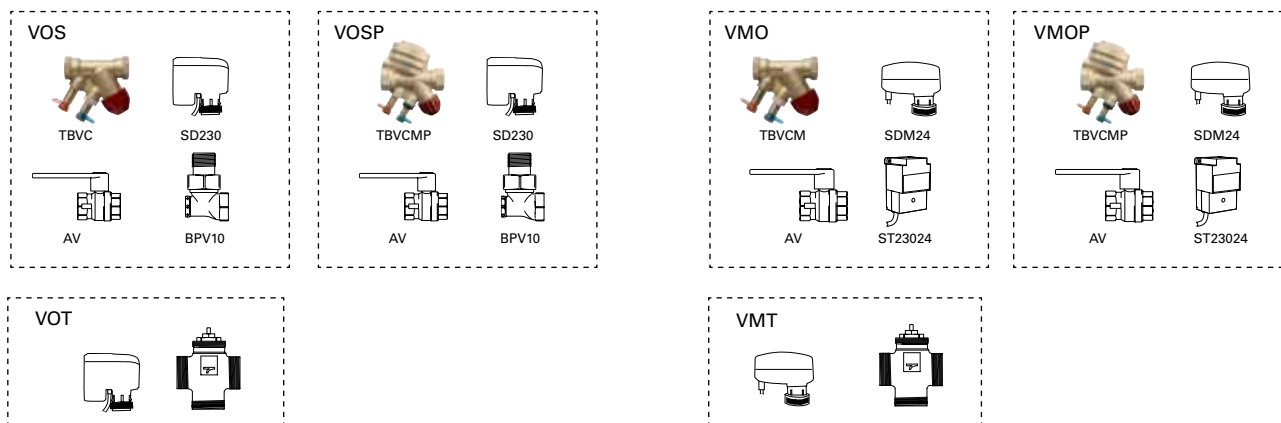 VOS
TBVC
SD230
AV
BPV10
VOSP
TBVCMP
SD230
AV
BPV10
VMO
TBVCM
SDM24
AV
ST23024
VMOP
TBVCMP
SDM24
AV
ST23024
VOT
VMT